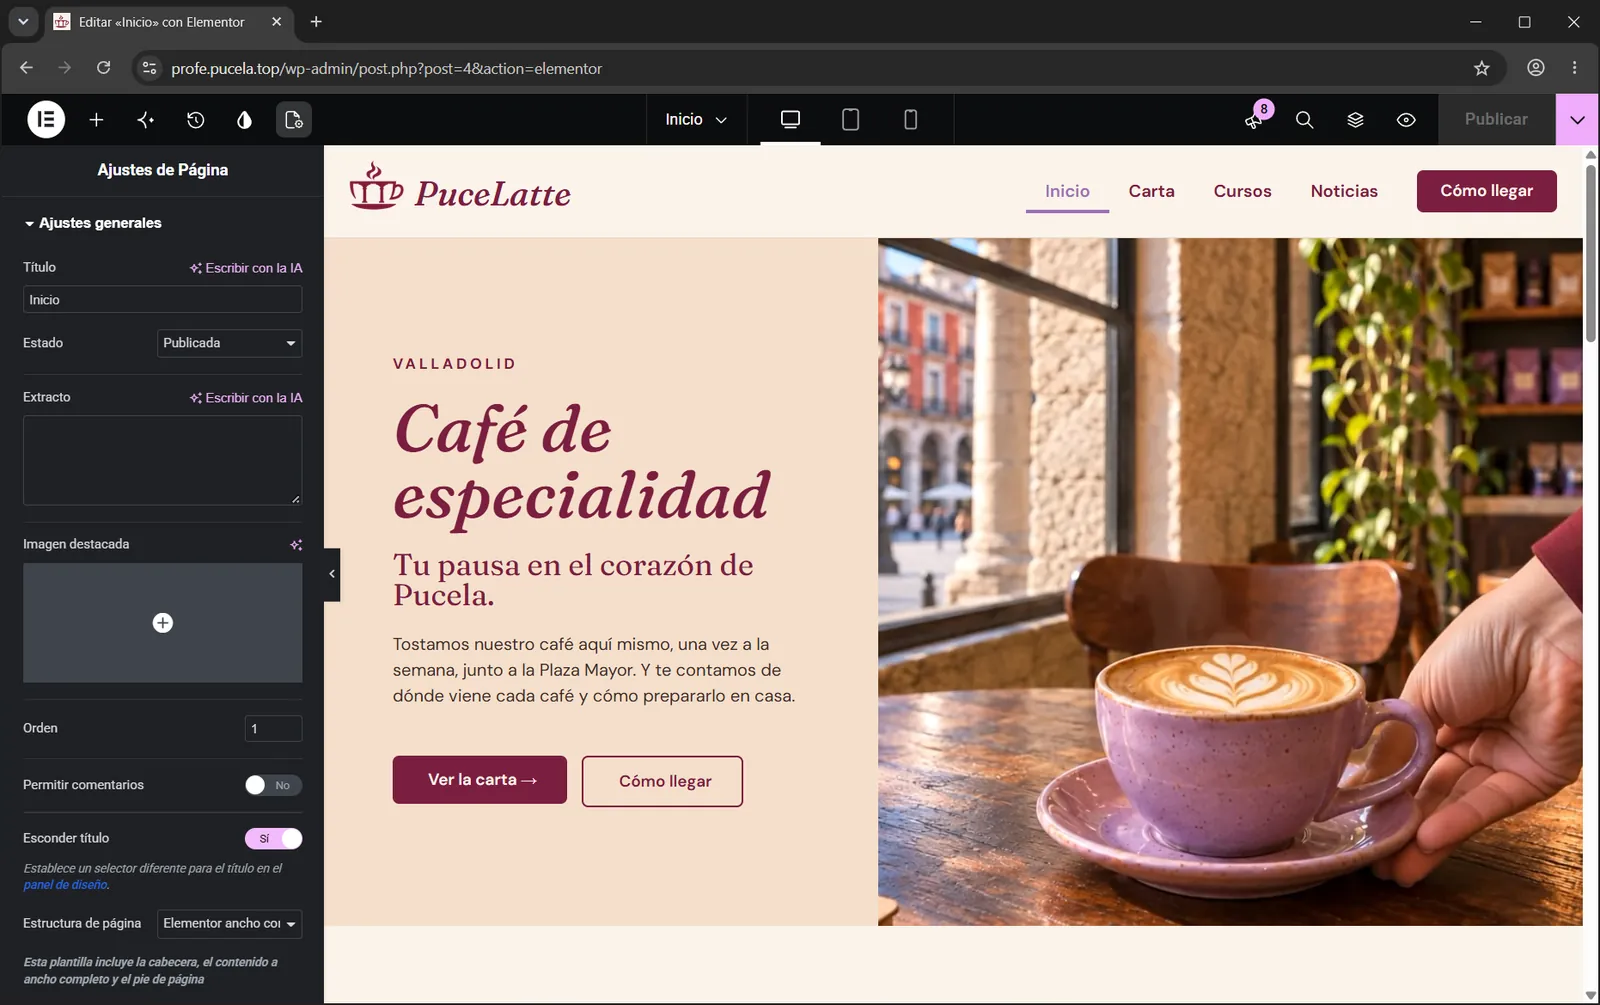 Editar «Inicio» con Elementor
profe.pucela.top/wp-admin/post.php?post=4&action=elementor
Inicio
8
Publicar
Ajustes de Página
Ajustes generales
Título
Escribir con la IA
Inicio
Estado
Publicada
Extracto
Escribir con la IA
Imagen destacada
Orden
1
Permitir comentarios
No
Esconder título
Sí
Establece un selector diferente para el título en el
panel de diseño.
Estructura de página
Elementor ancho cor
Esta plantilla incluye la cabecera, el contenido a
ancho completo y el pie de página
PuceLatte
Inicio
Carta
Cursos
Noticias
Cómo llegar
VALLADOLID
Café de
especialidad
Tu pausa en el corazón de
Pucela.
Tostamos nuestro café aquí mismo, una vez a la
semana, junto a la Plaza Mayor. Y te contamos de
dónde viene cada café y cómo prepararlo en casa.
Ver la carta →
Cómo llegar